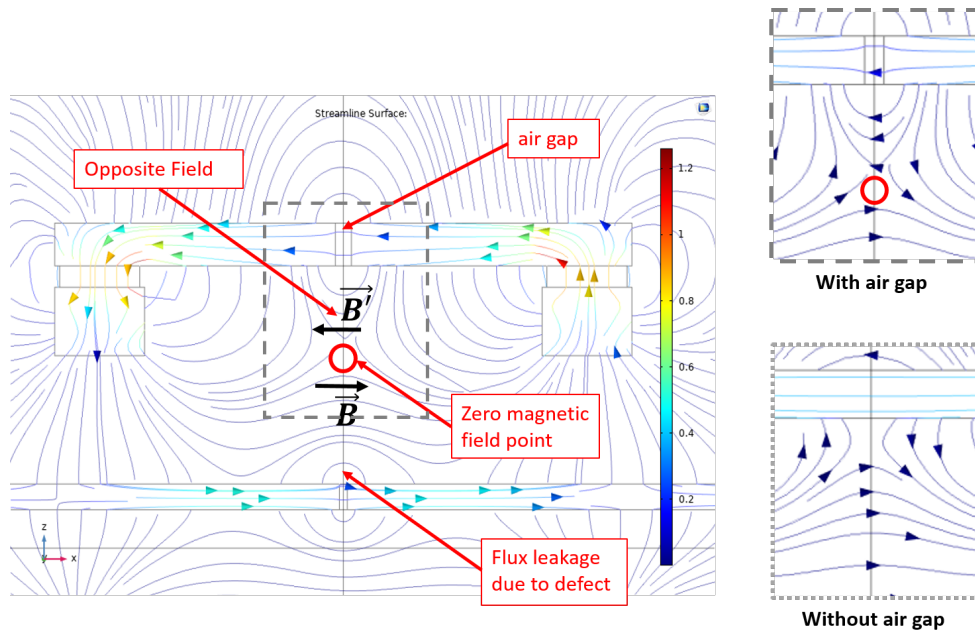 Streamline Surface:
air gap
Opposite Field
B'
B
Zero magnetic
field point
Flux leakage
due to defect
1.2
1
0.8
0.6
0.4
0.2
z
y
x
With air gap
Without air gap